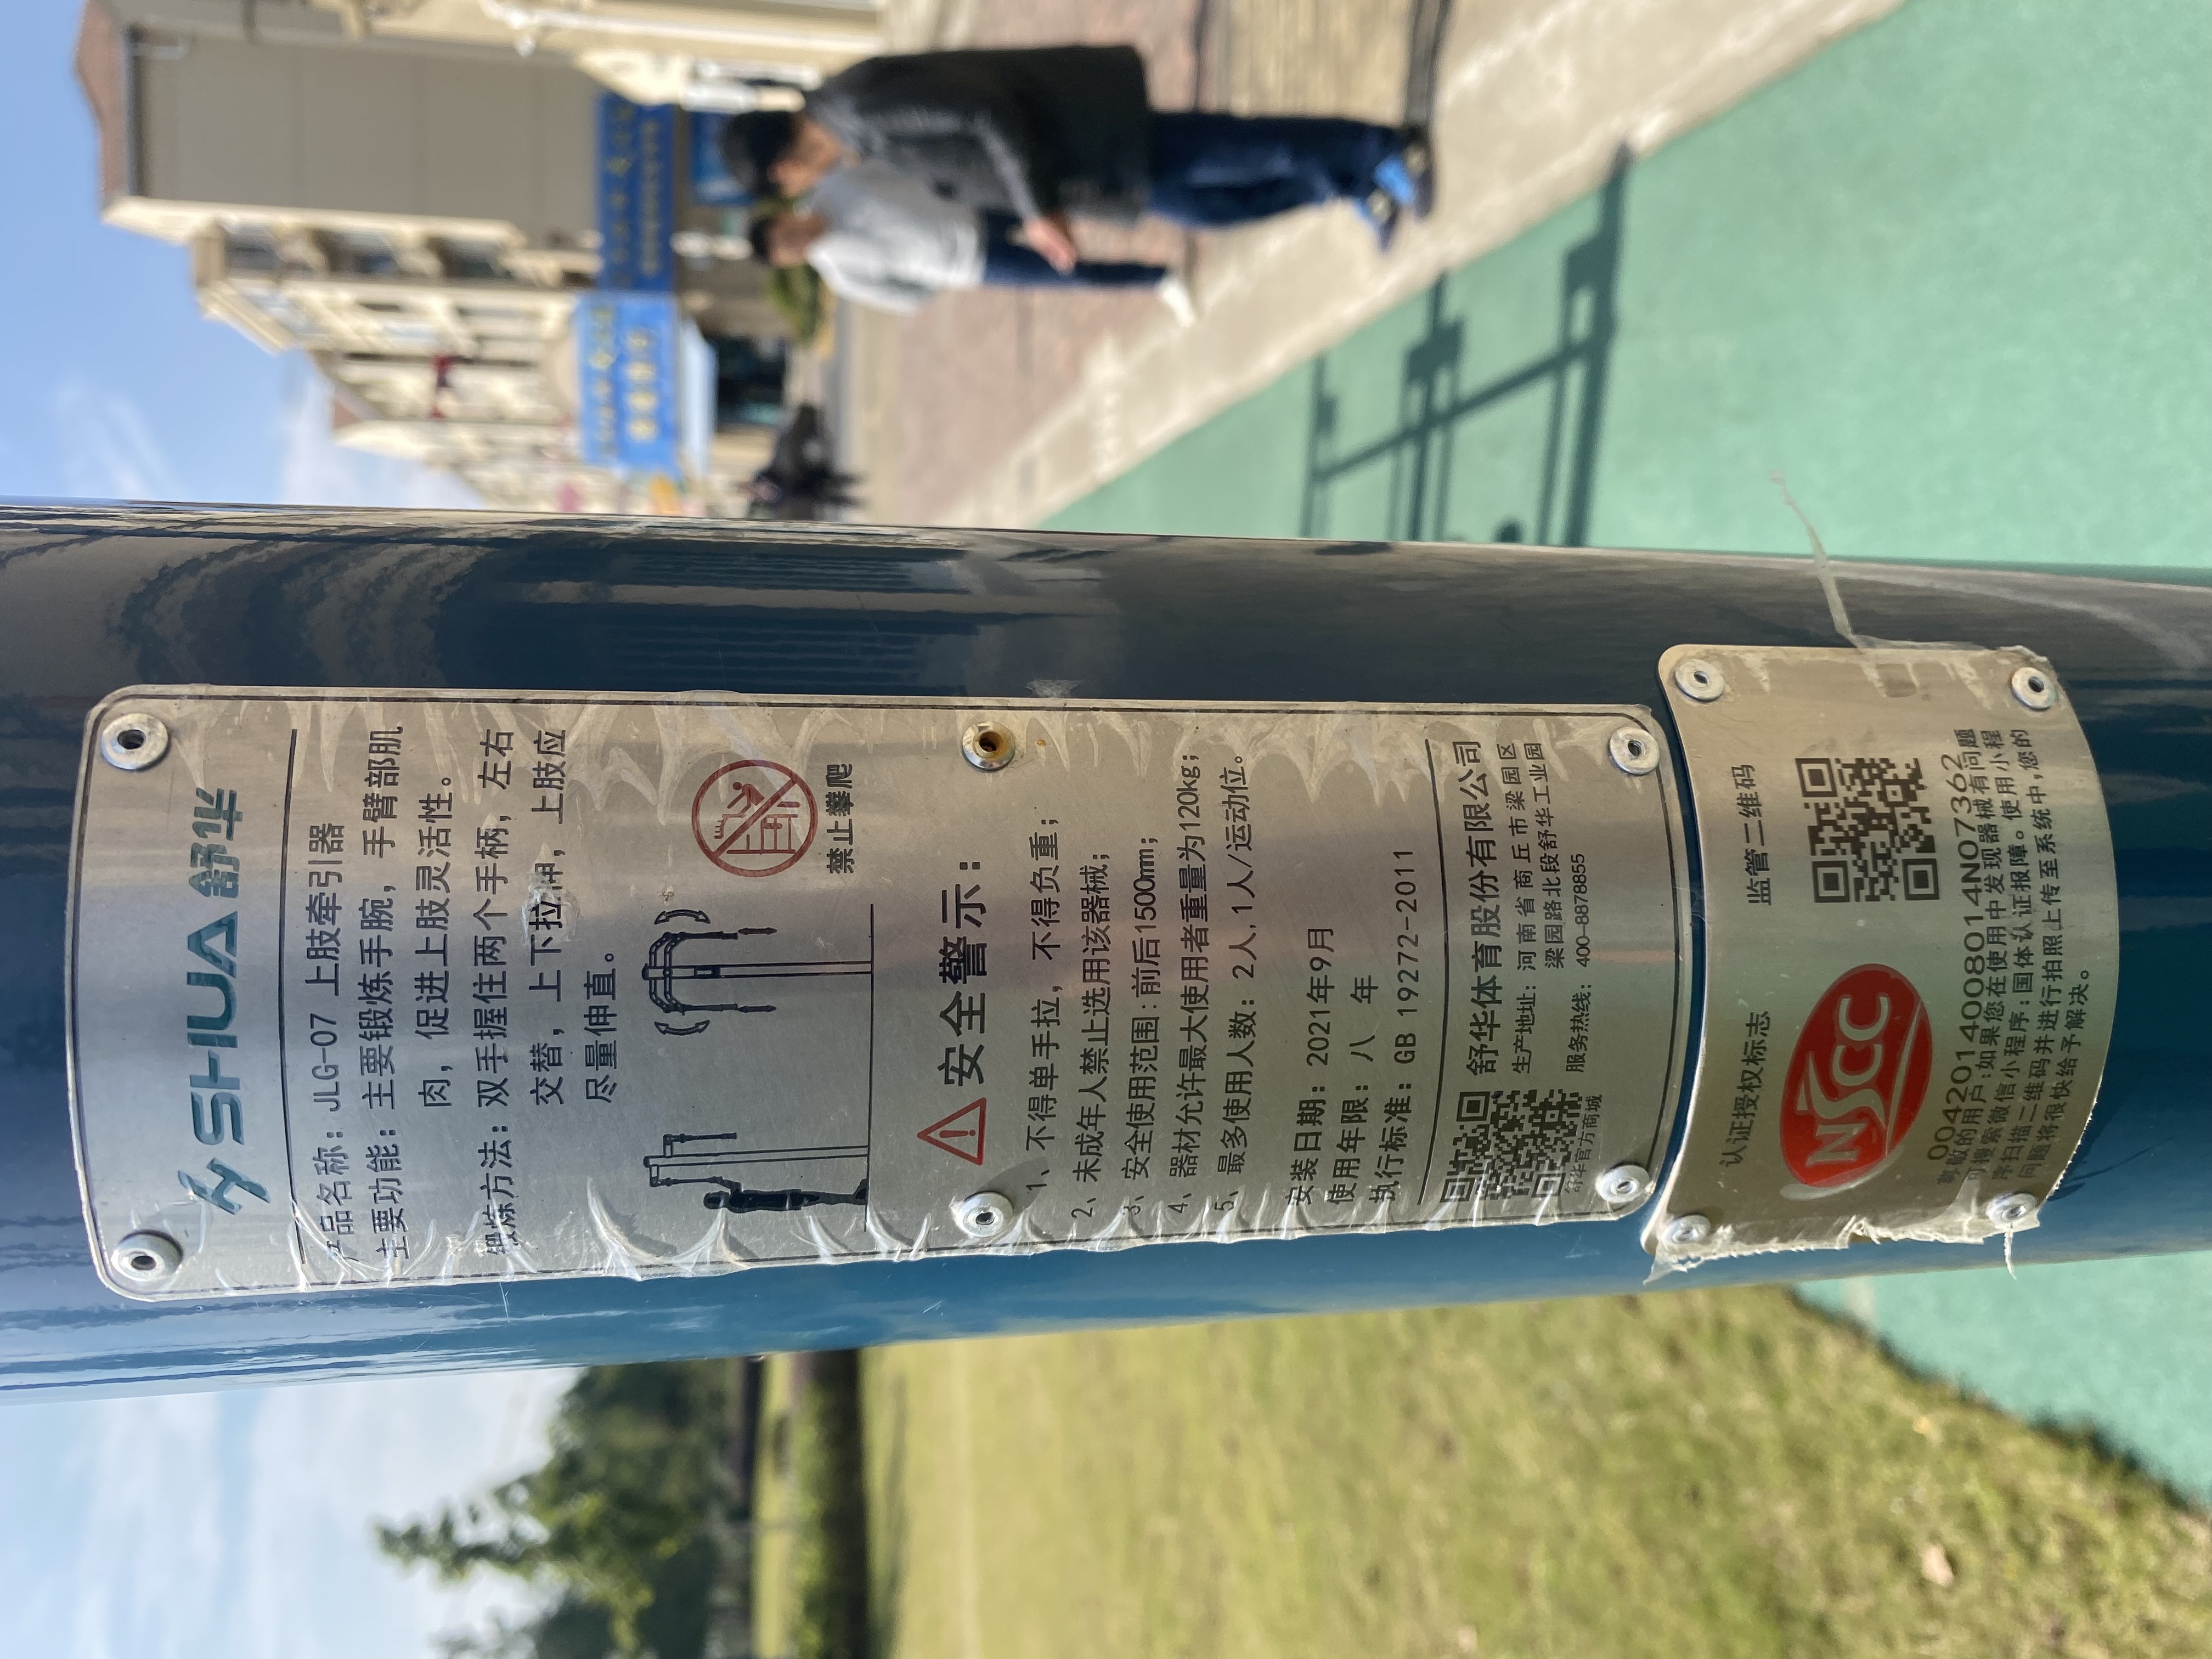 SHUA 舒华
产品名称：JLG-07 上肢牵引器
主要功能：主要锻炼手腕，手臂部肌
肉，促进上肢灵活性。
锻炼方法：双手握住两个手柄，左右
交替，上下拉伸，上肢应
尽量伸直。
禁止攀爬
安全警示：
1、不得单手拉，不得负重；
2、未成年人禁止选用该器械；
3、安全使用范围：前后1500mm；
4、器材允许最大使用者重量为120kg；
5、最多使用人数：2人,1人/运动位。
安装日期：2021年9月
使用年限：八 年
执行标准：GB 19272-2011
舒华体育股份有限公司
生产地址：河南省商丘市梁园区
梁园路北段舒华工业园
服务热线：400-8878855
舒华官方商城
认证授权标志 监管二维码
NSCC
0042014008014N07362
尊敬的用户:如果您在使用中发现器械有问题
可搜索微信小程序:国体认证报障。使用小程
序扫描二维码并进行拍照上传至系统中,您的
问题将很快给予解决。